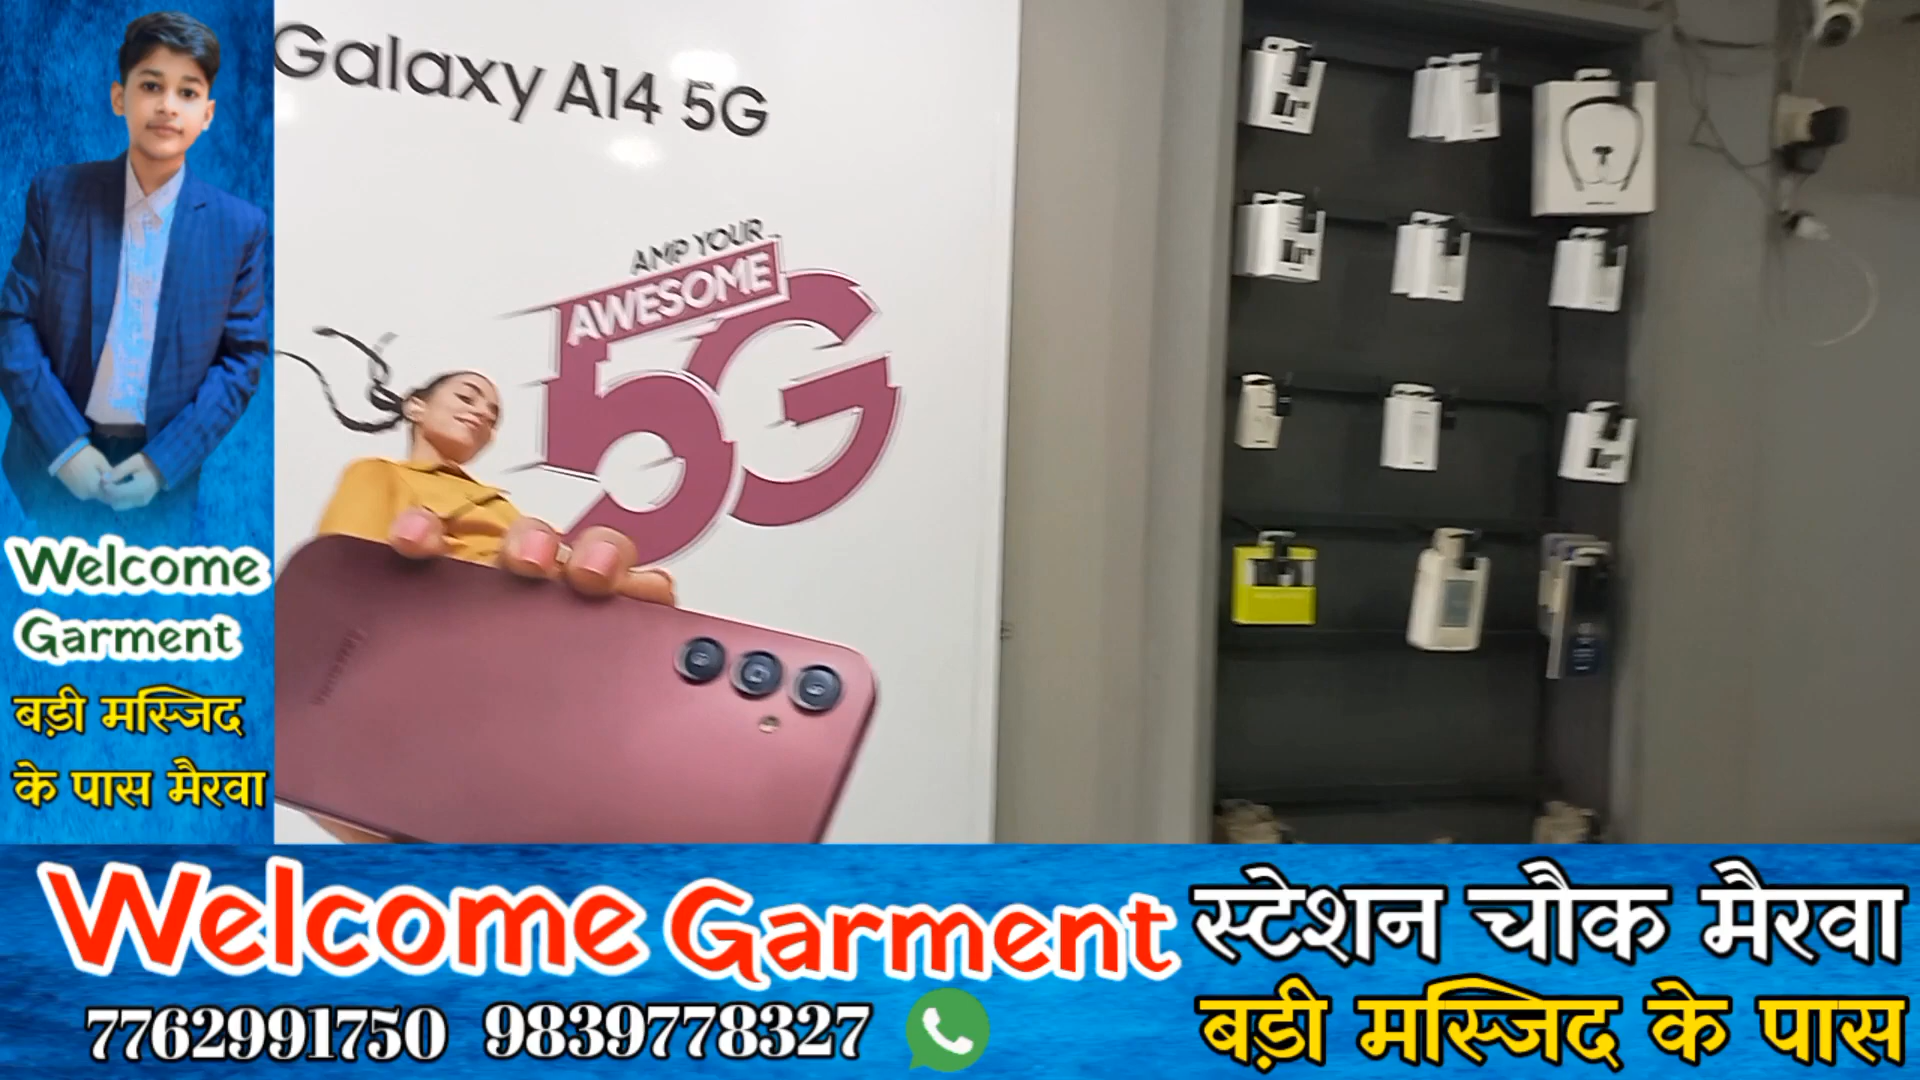 Galaxy A14 5G
AMP YOUR
AWESOME
5G
SAMSUNG
Welcome
Garment
बड़ी मस्जिद
के पास मैरवा
Welcome Garment
7762991750 9839778327
स्टेशन चौक मैरवा
बड़ी मस्जिद के पास